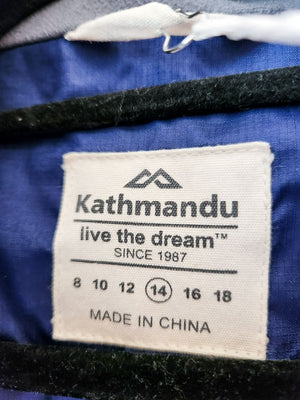 Kathmandu
live the dream™
SINCE 1987
8 10 12 14 16 18
MADE IN CHINA